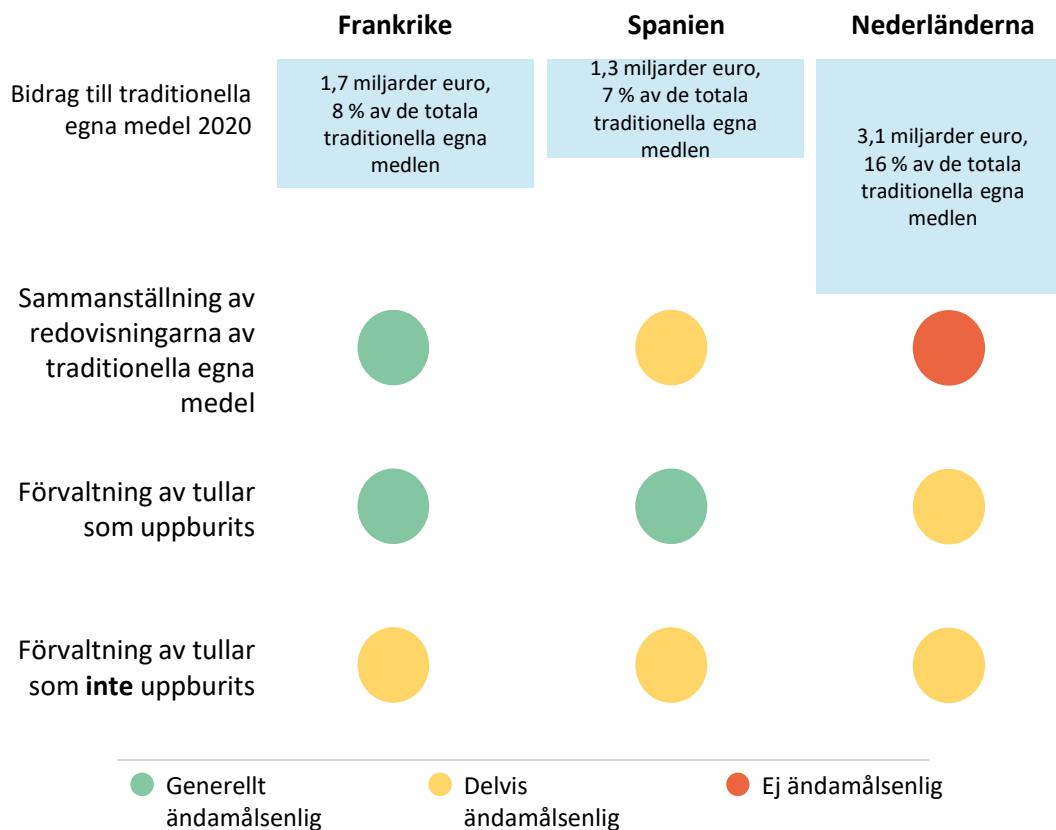 Frankrike
Spanien
Nederländerna
Bidrag till traditionella
egna medel 2020
1,7 miljarder euro,
8 % av de totala
traditionella egna
medlen
1,3 miljarder euro,
7 % av de totala
traditionella egna
medlen
3,1 miljarder euro,
16 % av de totala
traditionella egna
medlen
Sammanställning av
redovisningarna av
traditionella egna
medel
Förvaltning av tullar
som uppburits
Förvaltning av tullar
som inte uppburits
Generellt
ändamålsenlig
Delvis
ändamålsenlig
Ej ändamålsenlig